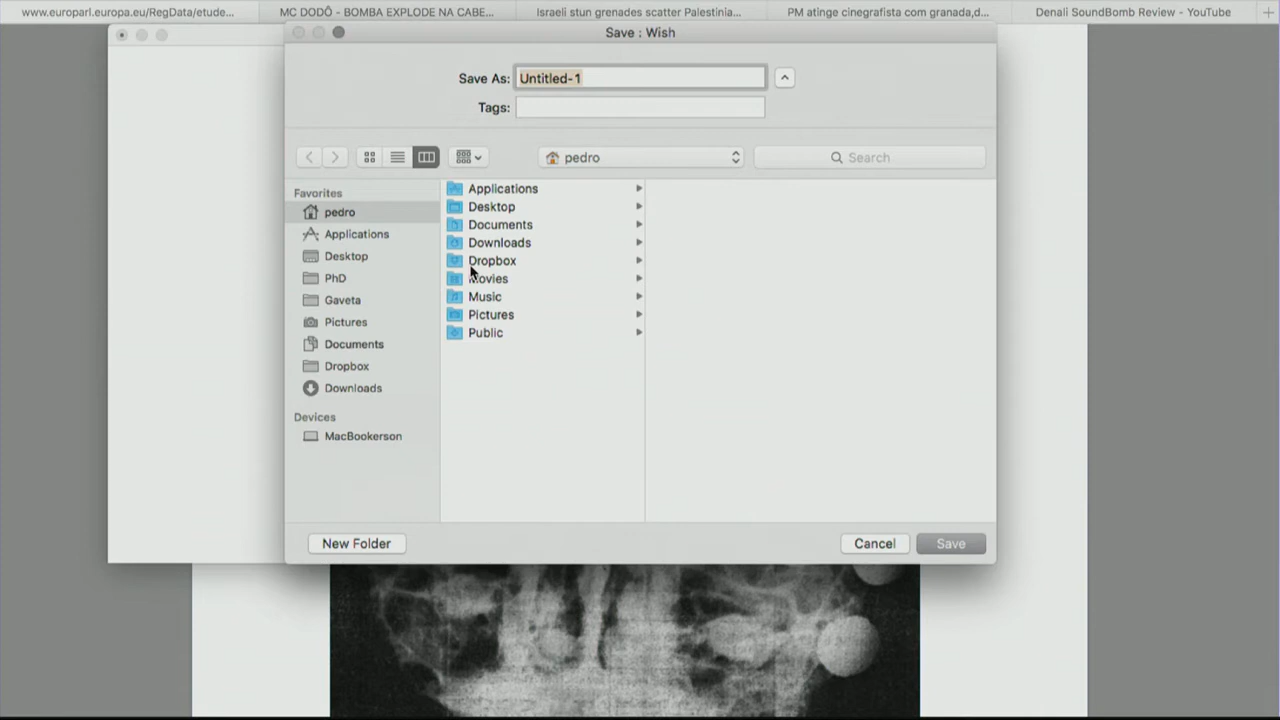 www.europarl.europa.eu/RegData/etude...
MC DODÔ - BOMBA EXPLODE NA CABE...
Israeli stun grenades scatter Palestinia...
PM atinge cinegrafista com granada,d...
Denali SoundBomb Review - YouTube
Save : Wish
Save As: Untitled-1
Tags:
pedro
Search
Favorites
pedro
Applications
Desktop
PhD
Gaveta
Pictures
Documents
Dropbox
Downloads
Devices
MacBookerson
Applications
Desktop
Documents
Downloads
Dropbox
Movies
Music
Pictures
Public
New Folder
Cancel
Save